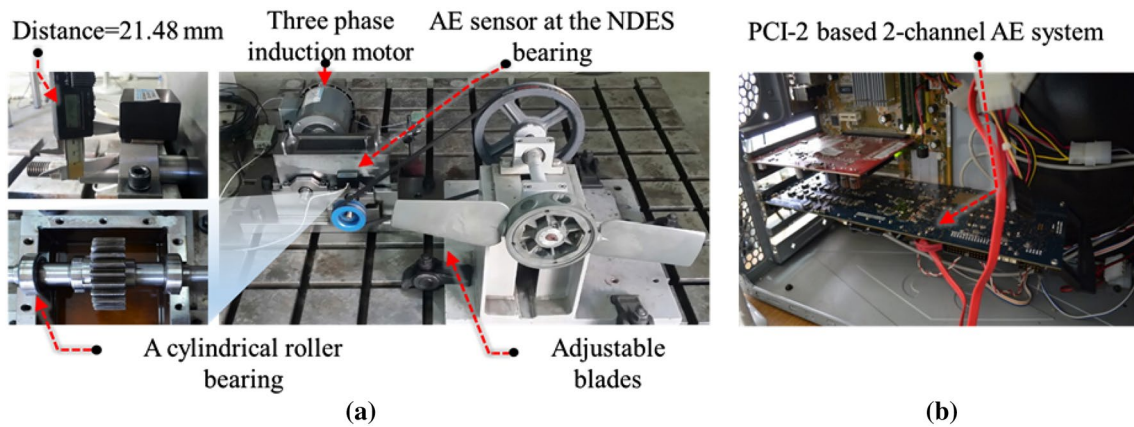 Distance=21.48 mm
Three phase
induction motor
AE sensor at the NDES
bearing
PCI-2 based 2-channel AE system
A cylindrical roller
bearing
Adjustable
blades
(a)
(b)